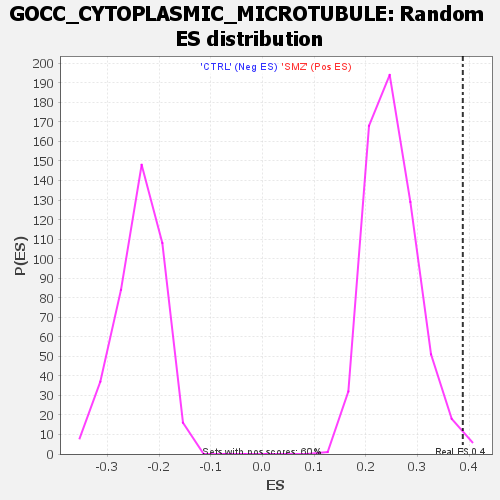 GOCC_CYTOPLASMIC_MICROTUBULE: Random
ES distribution
'CTRL' (Neg ES) 'SMZ' (Pos ES)
200
190
180
170
160
150
140
130
120
110
100
90
80
70
60
50
40
30
20
10
0
P(ES)
Sets with pos scores: 60%
Real ES 0.4
-0.3 -0.2 -0.1 0.0 0.1 0.2 0.3 0.4
ES